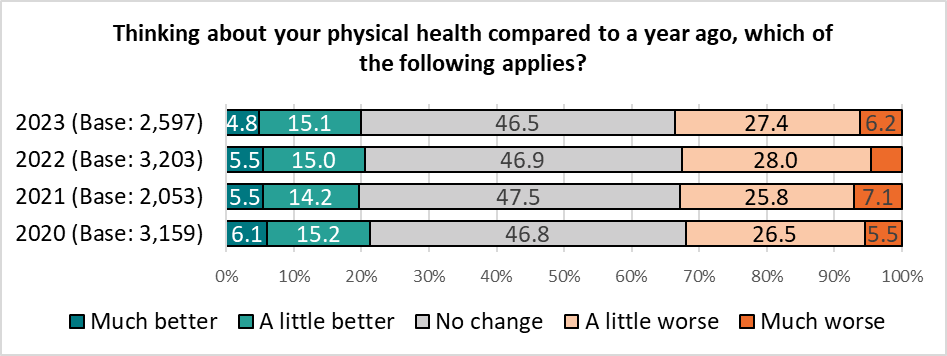 Thinking about your physical health compared to a year ago, which of
the following applies?
2023 (Base: 2,597) 4.8 15.1 46.5 27.4 6.2
2022 (Base: 3,203) 5.5 15.0 46.9 28.0
2021 (Base: 2,053) 5.5 14.2 47.5 25.8 7.1
2020 (Base: 3,159) 6.1 15.2 46.8 26.5 5.5
0% 10% 20% 30% 40% 50% 60% 70% 80% 90% 100%
Much better A little better No change A little worse Much worse